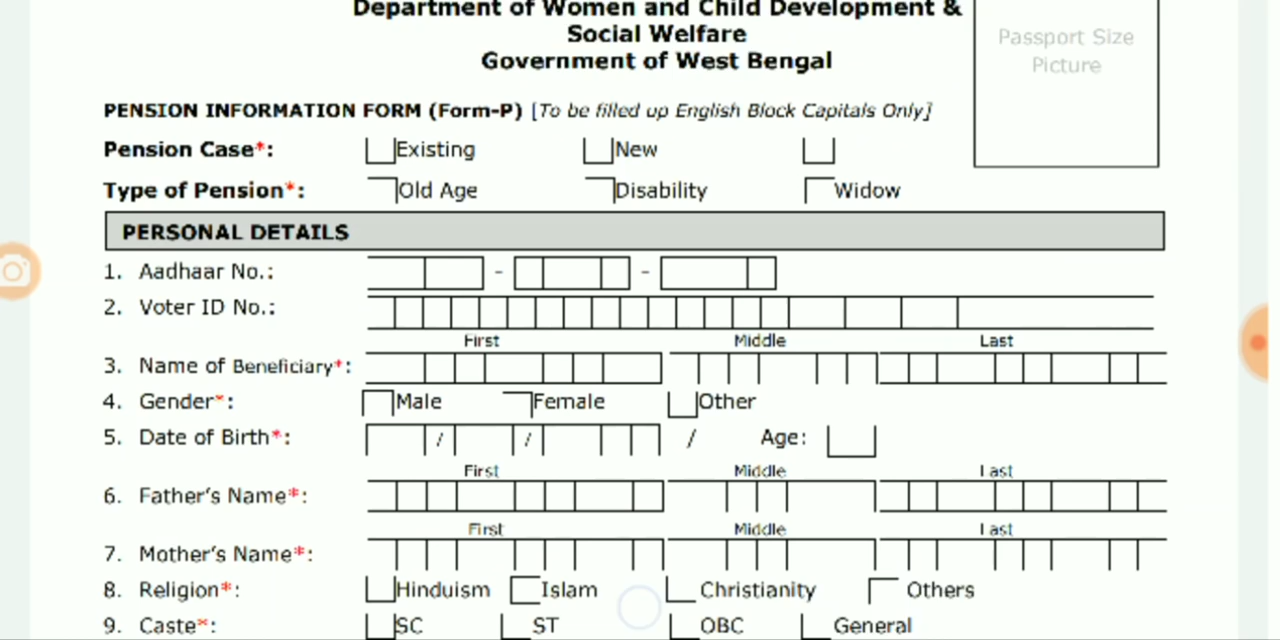 Department of Women and Child Development &
Social Welfare
Government of West Bengal
Passport Size
Picture
PENSION INFORMATION FORM (Form-P) [To be filled up English Block Capitals Only]
Pension Case*: Existing New
Type of Pension*: Old Age Disability Widow
PERSONAL DETAILS
1. Aadhaar No.: - -
2. Voter ID No.:
First Middle Last
3. Name of Beneficiary*:
4. Gender*: Male Female Other
5. Date of Birth*: / / / Age:
First Middle Last
6. Father's Name*:
First Middle Last
7. Mother's Name*:
8. Religion*: Hinduism Islam Christianity Others
9. Caste*: SC ST OBC General